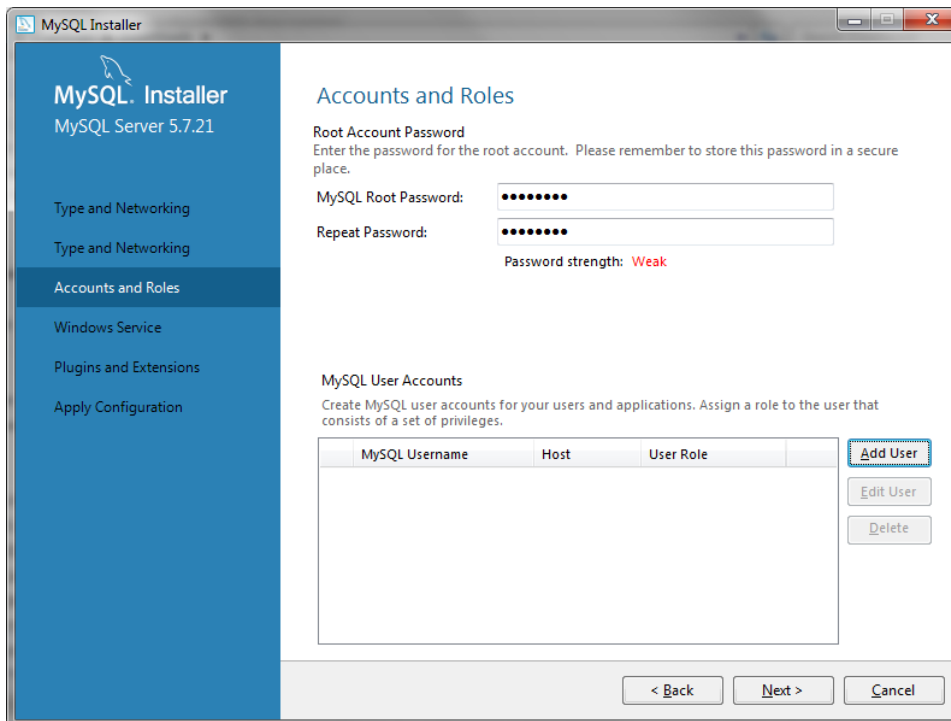 MySQL Installer
MySQL. Installer
MySQL Server 5.7.21
Type and Networking
Type and Networking
Accounts and Roles
Windows Service
Plugins and Extensions
Apply Configuration
Accounts and Roles
Root Account Password
Enter the password for the root account. Please remember to store this password in a secure
place.
MySQL Root Password: ●●●●●●●●
Repeat Password: ●●●●●●●●
Password strength: Weak
MySQL User Accounts
Create MySQL user accounts for your users and applications. Assign a role to the user that
consists of a set of privileges.
MySQL Username Host User Role
Add User
Edit User
Delete
< Back Next > Cancel